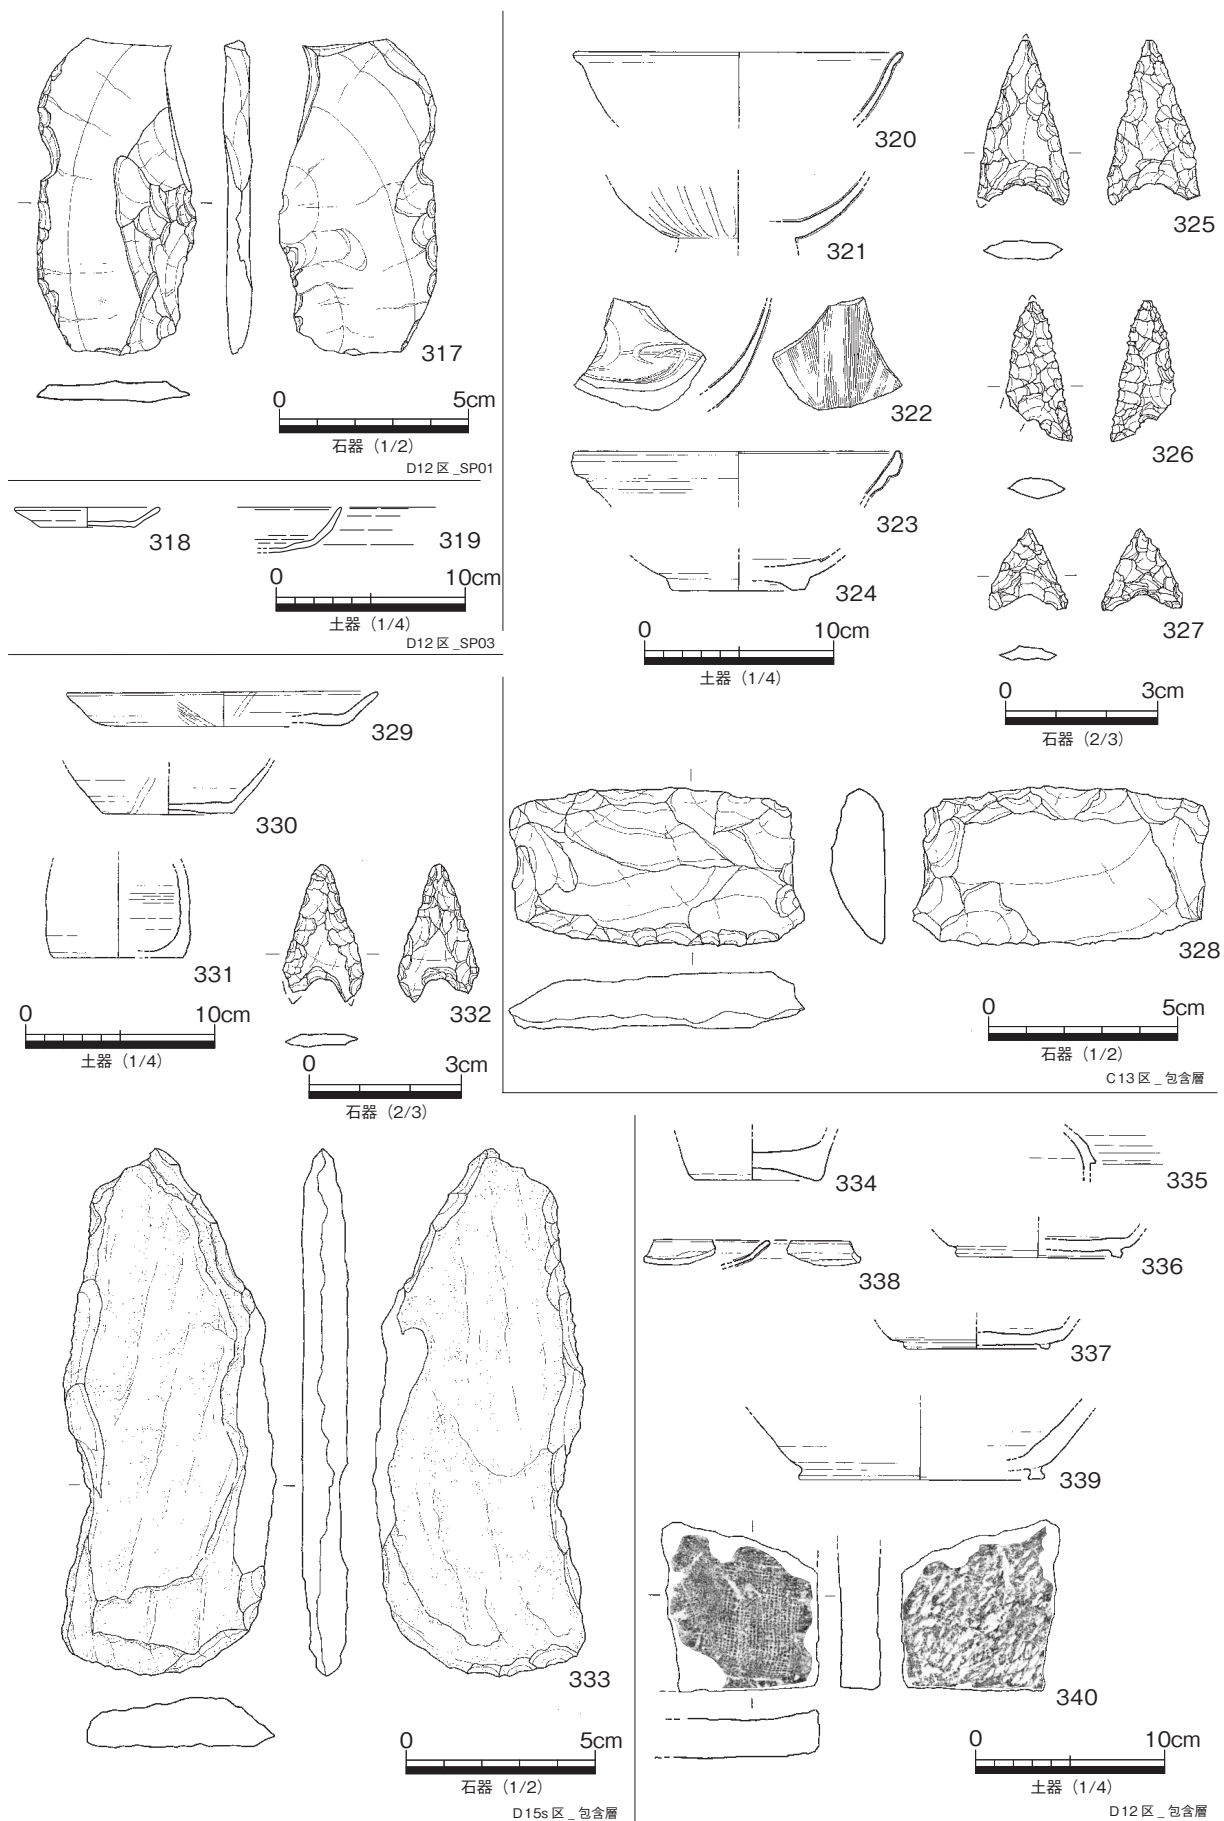 317
0 5cm
石器（1/2）
D12区_SP01
318
319
0 10cm
土器（1/4）
D12区_SP03
320
321
322
323
324
0 10cm
土器（1/4）
325
326
327
0 3cm
石器（2/3）
328
0 5cm
石器（1/2）
C13区_包含層
329
330
331
0 10cm
土器（1/4）
332
0 3cm
石器（2/3）
333
0 5cm
石器（1/2）
D15s区_包含層
334
335
338
336
337
339
340
0 10cm
土器（1/4）
D12区_包含層